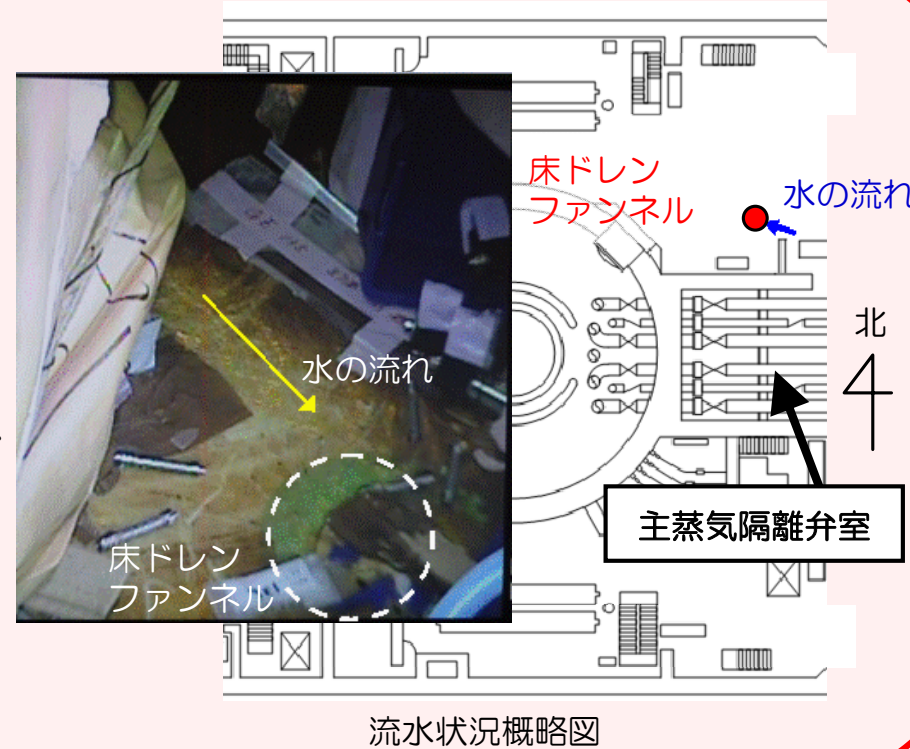 床ドレン
ファンネル
水の流れ
北
主蒸気隔離弁室
水の流れ
床ドレン
ファンネル
流水状況概略図